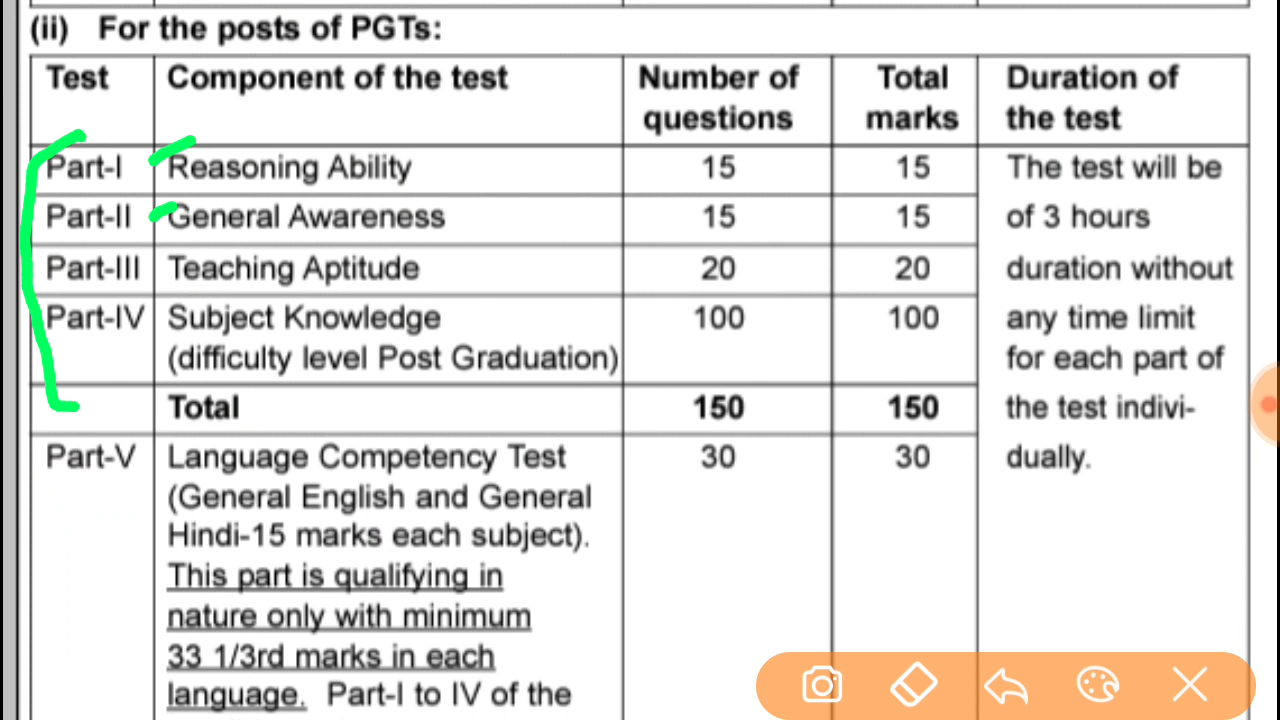 (ii) For the posts of PGTs:
Test Component of the test Number of questions Total marks Duration of the test
Part-I Reasoning Ability 15 15 The test will be
Part-II General Awareness 15 15 of 3 hours
Part-III Teaching Aptitude 20 20 duration without
Part-IV Subject Knowledge 100 100 any time limit
(difficulty level Post Graduation) for each part of
Total 150 150 the test indivi-
Part-V Language Competency Test 30 30 dually.
(General English and General
Hindi-15 marks each subject).
This part is qualifying in
nature only with minimum
33 1/3rd marks in each
language. Part-I to IV of the